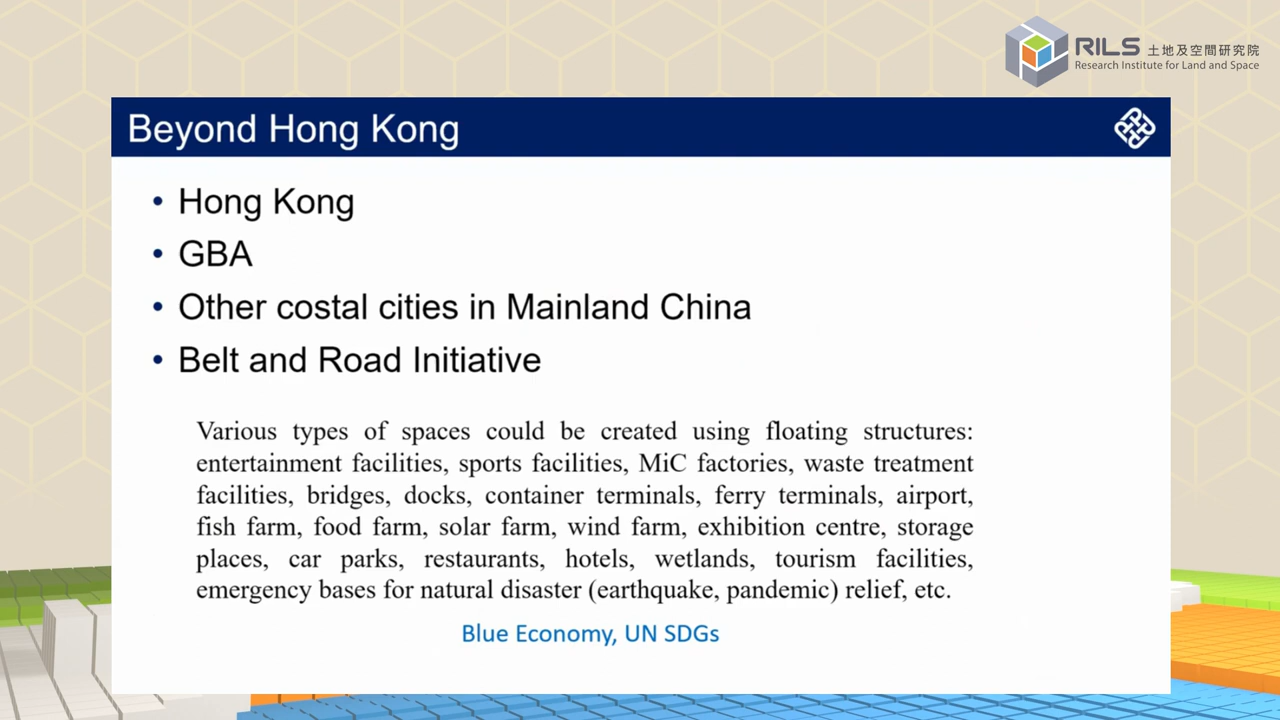 RILS 土地及空間研究院
Research Institute for Land and Space
Beyond Hong Kong
• Hong Kong
• GBA
• Other costal cities in Mainland China
• Belt and Road Initiative
Various types of spaces could be created using floating structures:
entertainment facilities, sports facilities, MiC factories, waste treatment
facilities, bridges, docks, container terminals, ferry terminals, airport,
fish farm, food farm, solar farm, wind farm, exhibition centre, storage
places, car parks, restaurants, hotels, wetlands, tourism facilities,
emergency bases for natural disaster (earthquake, pandemic) relief, etc.
Blue Economy, UN SDGs